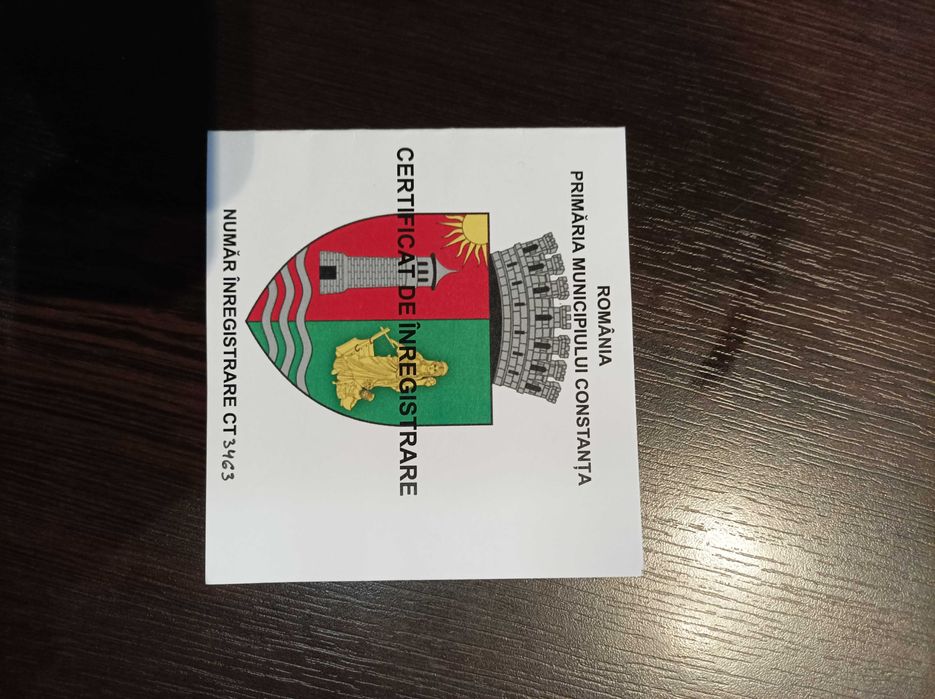 ROMÂNIA
PRIMĂRIA MUNICIPIULUI CONSTANȚA
CERTIFICAT DE ÎNREGISTRARE
NUMĂR ÎNREGISTRARE CT 3463